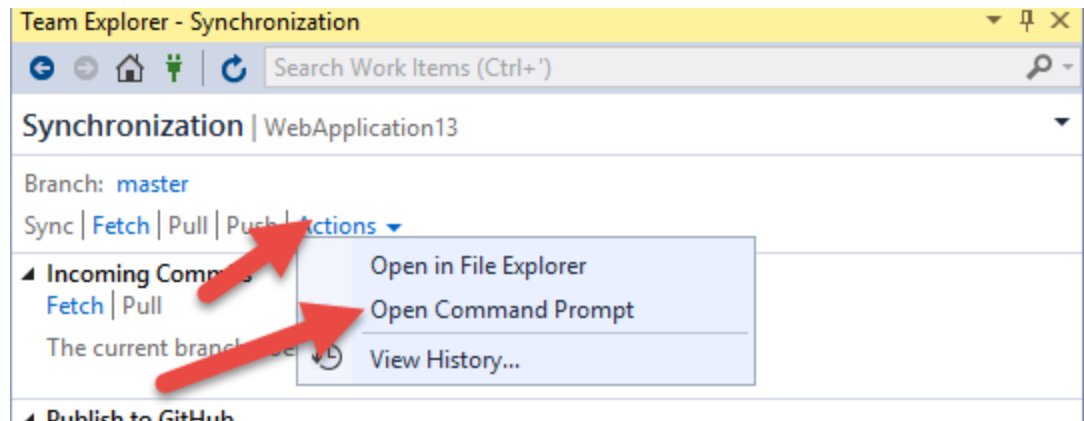 Team Explorer - Synchronization
Search Work Items (Ctrl+')
Synchronization | WebApplication13
Branch: master
Sync | Fetch | Pull | Push | Actions
Open in File Explorer
Incoming Commits
Fetch | Pull
Open Command Prompt
The current branch
View History...
Publish to GitHub